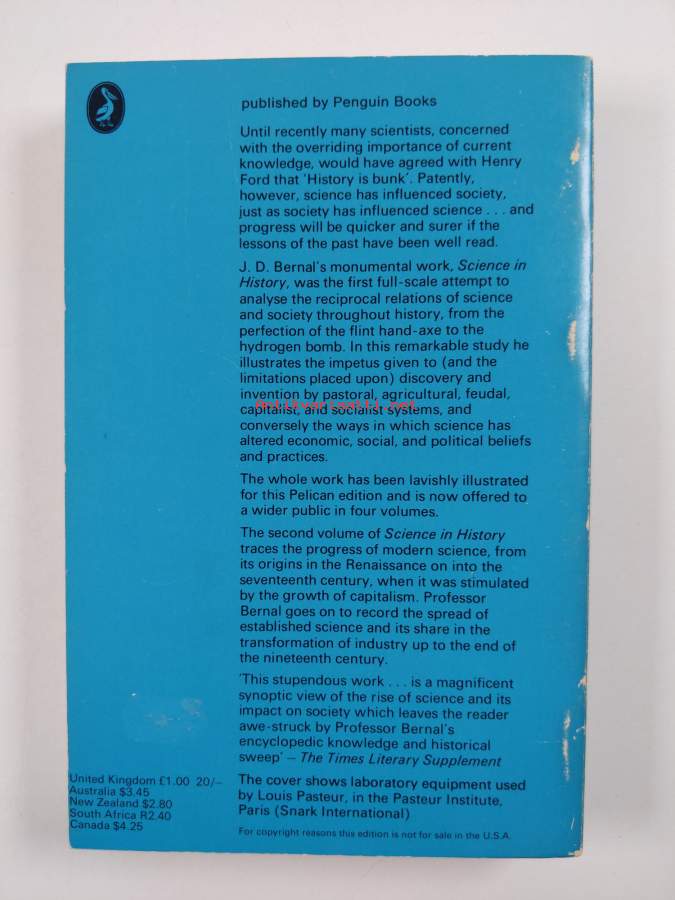 published by Penguin Books
Until recently many scientists, concerned
with the overriding importance of current
knowledge, would have agreed with Henry
Ford that 'History is bunk'. Patently,
however, science has influenced society,
just as society has influenced science . . . and
progress will be quicker and surer if the
lessons of the past have been well read.
J. D. Bernal's monumental work, Science in
History, was the first full-scale attempt to
analyse the reciprocal relations of science
and society throughout history, from the
perfection of the flint hand-axe to the
hydrogen bomb. In this remarkable study he
illustrates the impetus given to (and the
limitations placed upon) discovery and
invention by pastoral, agricultural, feudal,
capitalist, and socialist systems, and
conversely the ways in which science has
altered economic, social, and political beliefs
and practices.
The whole work has been lavishly illustrated
for this Pelican edition and is now offered to
a wider public in four volumes.
The second volume of Science in History
traces the progress of modern science, from
its origins in the Renaissance on into the
seventeenth century, when it was stimulated
by the growth of capitalism. Professor
Bernal goes on to record the spread of
established science and its share in the
transformation of industry up to the end of
the nineteenth century.
'This stupendous work . . . is a magnificent
synoptic view of the rise of science and its
impact on society which leaves the reader
awe-struck by Professor Bernal's
encyclopedic knowledge and historical
sweep' – The Times Literary Supplement
The cover shows laboratory equipment used
by Louis Pasteur, in the Pasteur Institute,
Paris (Snark International)
For copyright reasons this edition is not for sale in the U.S.A.
United Kingdom £1.00 20/–
Australia $3.45
New Zealand $2.80
South Africa R2.40
Canada $4.25